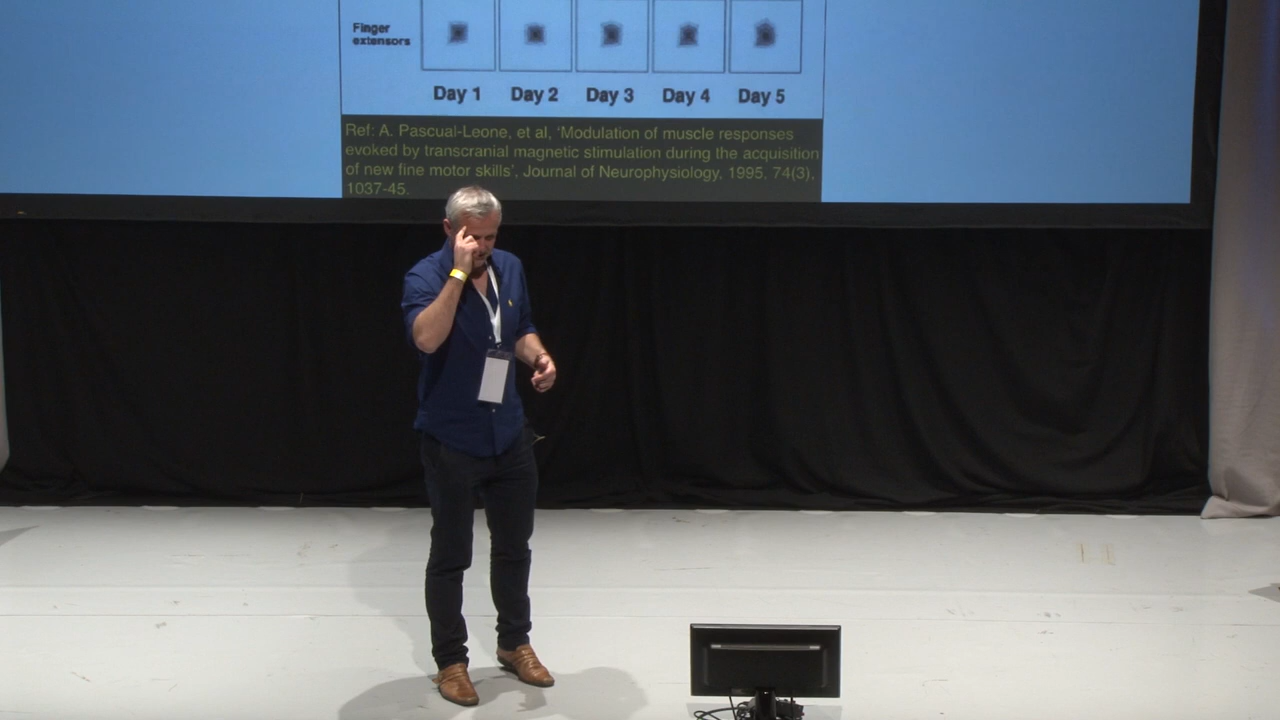 Finger
extensors
Day 1 Day 2 Day 3 Day 4 Day 5
Ref: A. Pascual-Leone, et al, ‘Modulation of muscle responses
evoked by transcranial magnetic stimulation during the acquisition
of new fine motor skills’, Journal of Neurophysiology, 1995, 74(3),
1037-45.